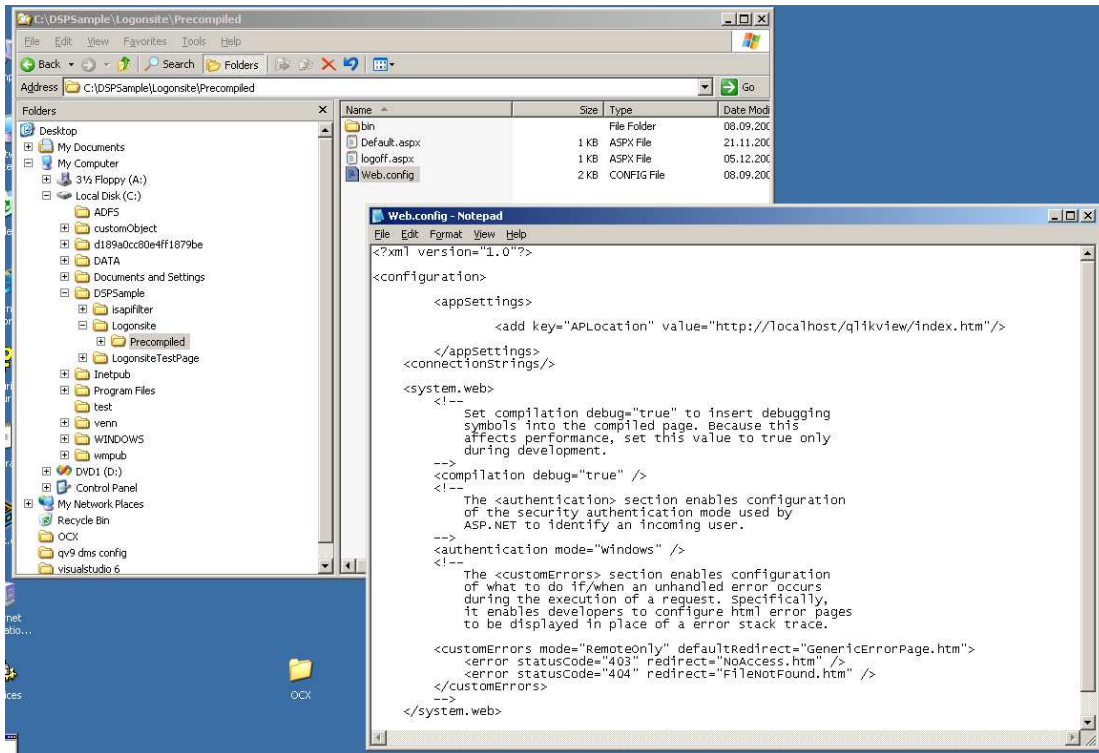 C:\DSPSample\Logonsite\Precompiled
File Edit View Favorites Tools Help
Back Search Folders
Address C:\DSPSample\Logonsite\Precompiled Go
Folders
Desktop
My Documents
My Computer
3½ Floppy (A:)
Local Disk (C:)
ADFS
customObject
d189a0cc80e4ff1879be
DATA
Documents and Settings
DSPSample
isapifilter
Logonsite
Precompiled
LogonsiteTestPage
Inetpub
Program Files
test
venn
WINDOWS
wmpub
DVD1 (D:)
Control Panel
My Network Places
Recycle Bin
OCX
qv9 dms config
visualstudio 6
Name Size Type Date Modi
bin File Folder 08.09.200
Default.aspx 1 KB ASPX File 21.11.200
logoff.aspx 1 KB ASPX File 05.12.200
Web.config 2 KB CONFIG File 08.09.200
Web.config - Notepad
File Edit Format View Help
<?xml version="1.0"?>
<configuration>
<appSettings>
<add key="APLocation" value="http://localhost/qlikview/index.htm"/>
</appSettings>
<connectionStrings/>
<system.web>
<!--
Set compilation debug="true" to insert debugging
symbols into the compiled page. Because this
affects performance, set this value to true only
during development.
-->
<compilation debug="true" />
<!--
The <authentication> section enables configuration
of the security authentication mode used by
ASP.NET to identify an incoming user.
-->
<authentication mode="Windows" />
<!--
The <customErrors> section enables configuration
of what to do if/when an unhandled error occurs
during the execution of a request. Specifically,
it enables developers to configure html error pages
to be displayed in place of a error stack trace.
<customErrors mode="RemoteOnly" defaultRedirect="GenericErrorPage.htm">
<error statusCode="403" redirect="NoAccess.htm" />
<error statusCode="404" redirect="FileNotFound.htm" />
</customErrors>
-->
</system.web>
OCX